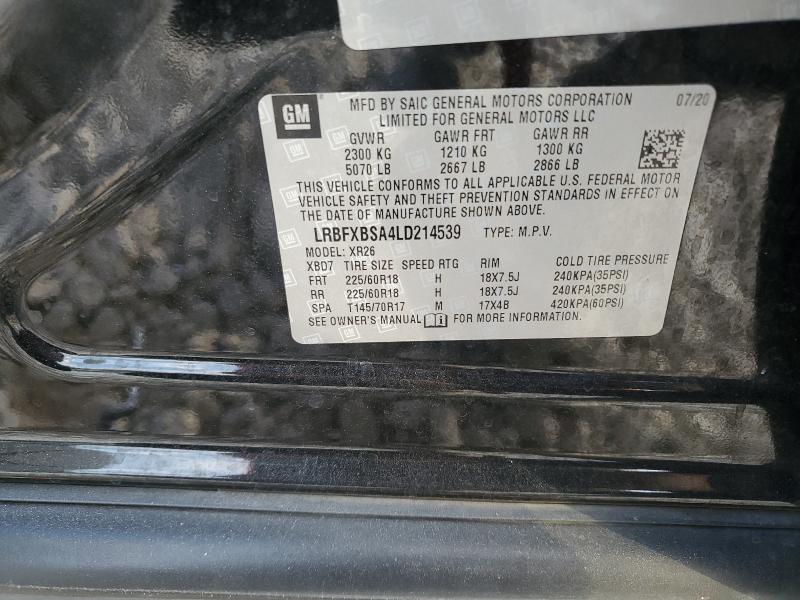 GM
MFD BY SAIC GENERAL MOTORS CORPORATION 07/20
LIMITED FOR GENERAL MOTORS LLC
GVWR GAWR FRT GAWR RR
2300 KG 1210 KG 1300 KG
5070 LB 2667 LB 2866 LB
THIS VEHICLE CONFORMS TO ALL APPLICABLE U.S. FEDERAL MOTOR
VEHICLE SAFETY AND THEFT PREVENTION STANDARDS IN EFFECT ON
THE DATE OF MANUFACTURE SHOWN ABOVE.
LRBFXBSA4LD214539 TYPE: M.P.V.
MODEL: XR26
XBD7 TIRE SIZE SPEED RTG RIM COLD TIRE PRESSURE
FRT 225/60R18 H 18X7.5J 240KPA(35PSI)
RR 225/60R18 H 18X7.5J 240KPA(35PSI)
SPA T145/70R17 M 17X4B 420KPA(60PSI)
SEE OWNER'S MANUAL FOR MORE INFORMATION.